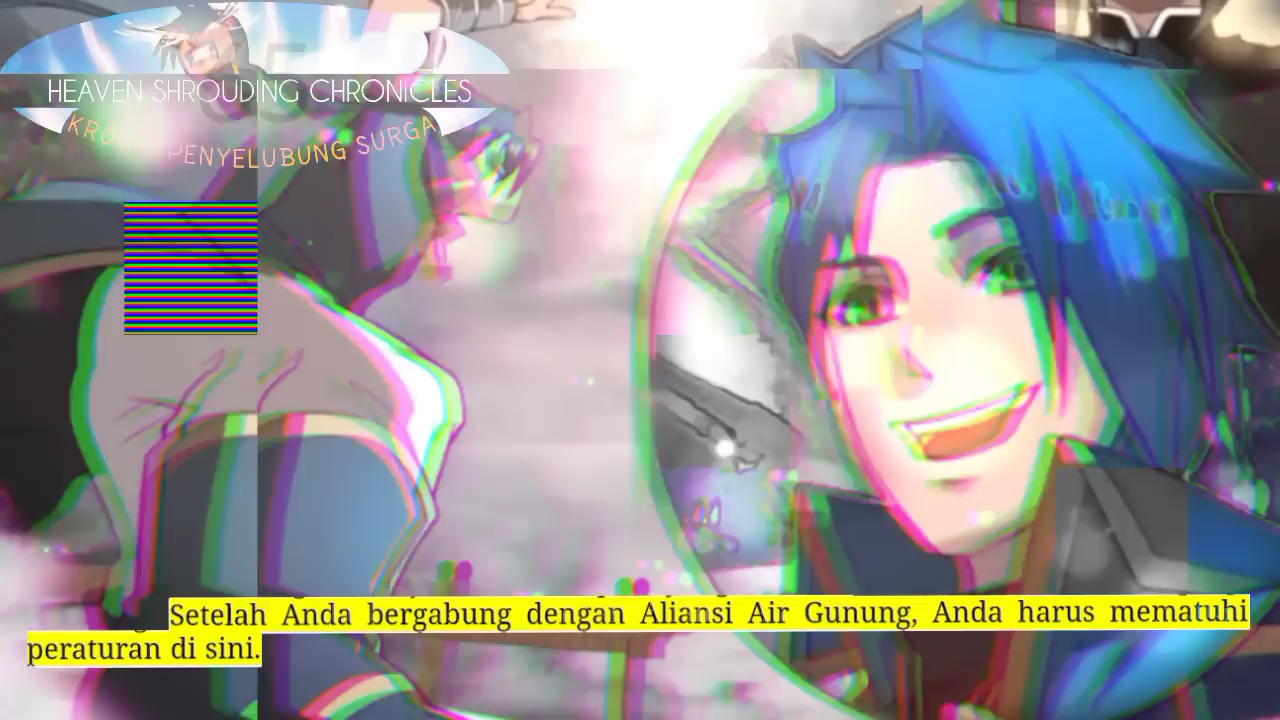 HEAVEN SHROUDING CHRONICLES
PENYELUBUNG SURGA
Setelah Anda bergabung dengan Aliansi Air Gunung, Anda harus mematuhi
peraturan di sini.